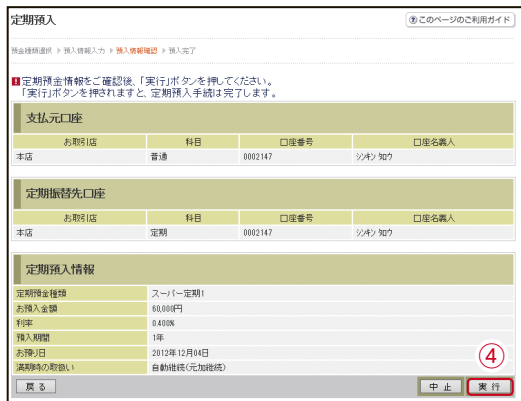 定期預入
? このページのご利用ガイド
預金種類選択 ▶ 預入情報入力 ▶ 預入情報確認 ▶ 預入完了
定期預金情報をご確認後、「実行」ボタンを押してください。
「実行」ボタンを押されますと、定期預入手続は完了します。
支払元口座
お取引店 科目 口座番号 口座名義人
本店 普通 0002147 シンキン タロウ
定期振替先口座
お取引店 科目 口座番号 口座名義人
本店 定期 0002147 シンキン タロウ
定期預入情報
定期預金種類 スーパー定期1
お預入金額 60,000円
利率 0.400%
預入期間 1年
お預り日 2012年12月04日
満期時の取扱い 自動継続(元加継続)
④
戻る 中止 実行